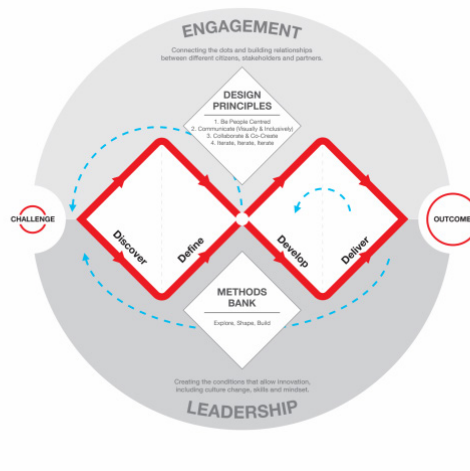 ENGAGEMENT
Connecting the dots and building relationships
between different citizens, stakeholders and partners.
DESIGN
PRINCIPLES
1. Be People Centred
2. Communicate (Visually & Inclusively)
3. Collaborate & Co-Create
4. Iterate, Iterate, Iterate
CHALLENGE
OUTCOME
Discover
Define
Develop
Deliver
METHODS
BANK
Explore, Shape, Build
Creating the conditions that allow innovation,
including culture change, skills and mindset.
LEADERSHIP